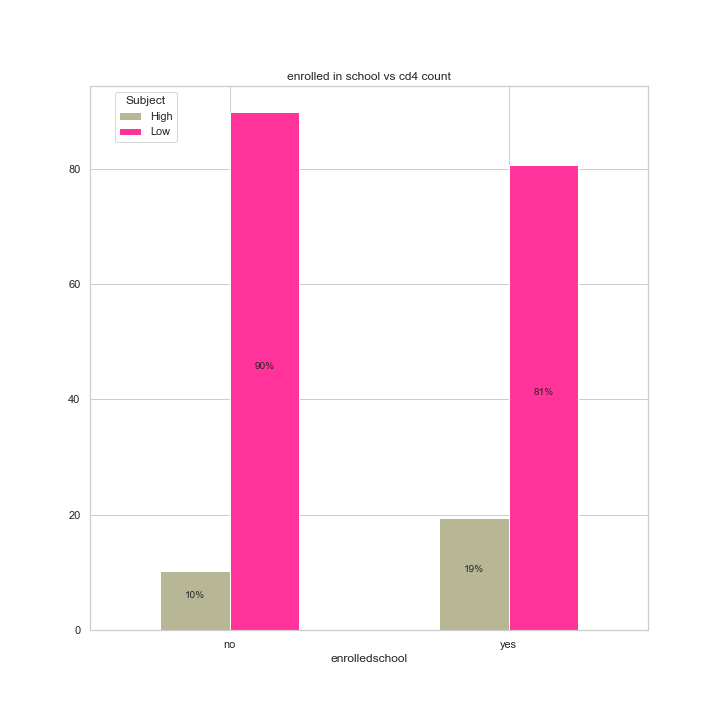 enrolled in school vs cd4 count
Subject
High
Low
80
60
40
20
0
90%
81%
19%
10%
no
yes
enrolledschool